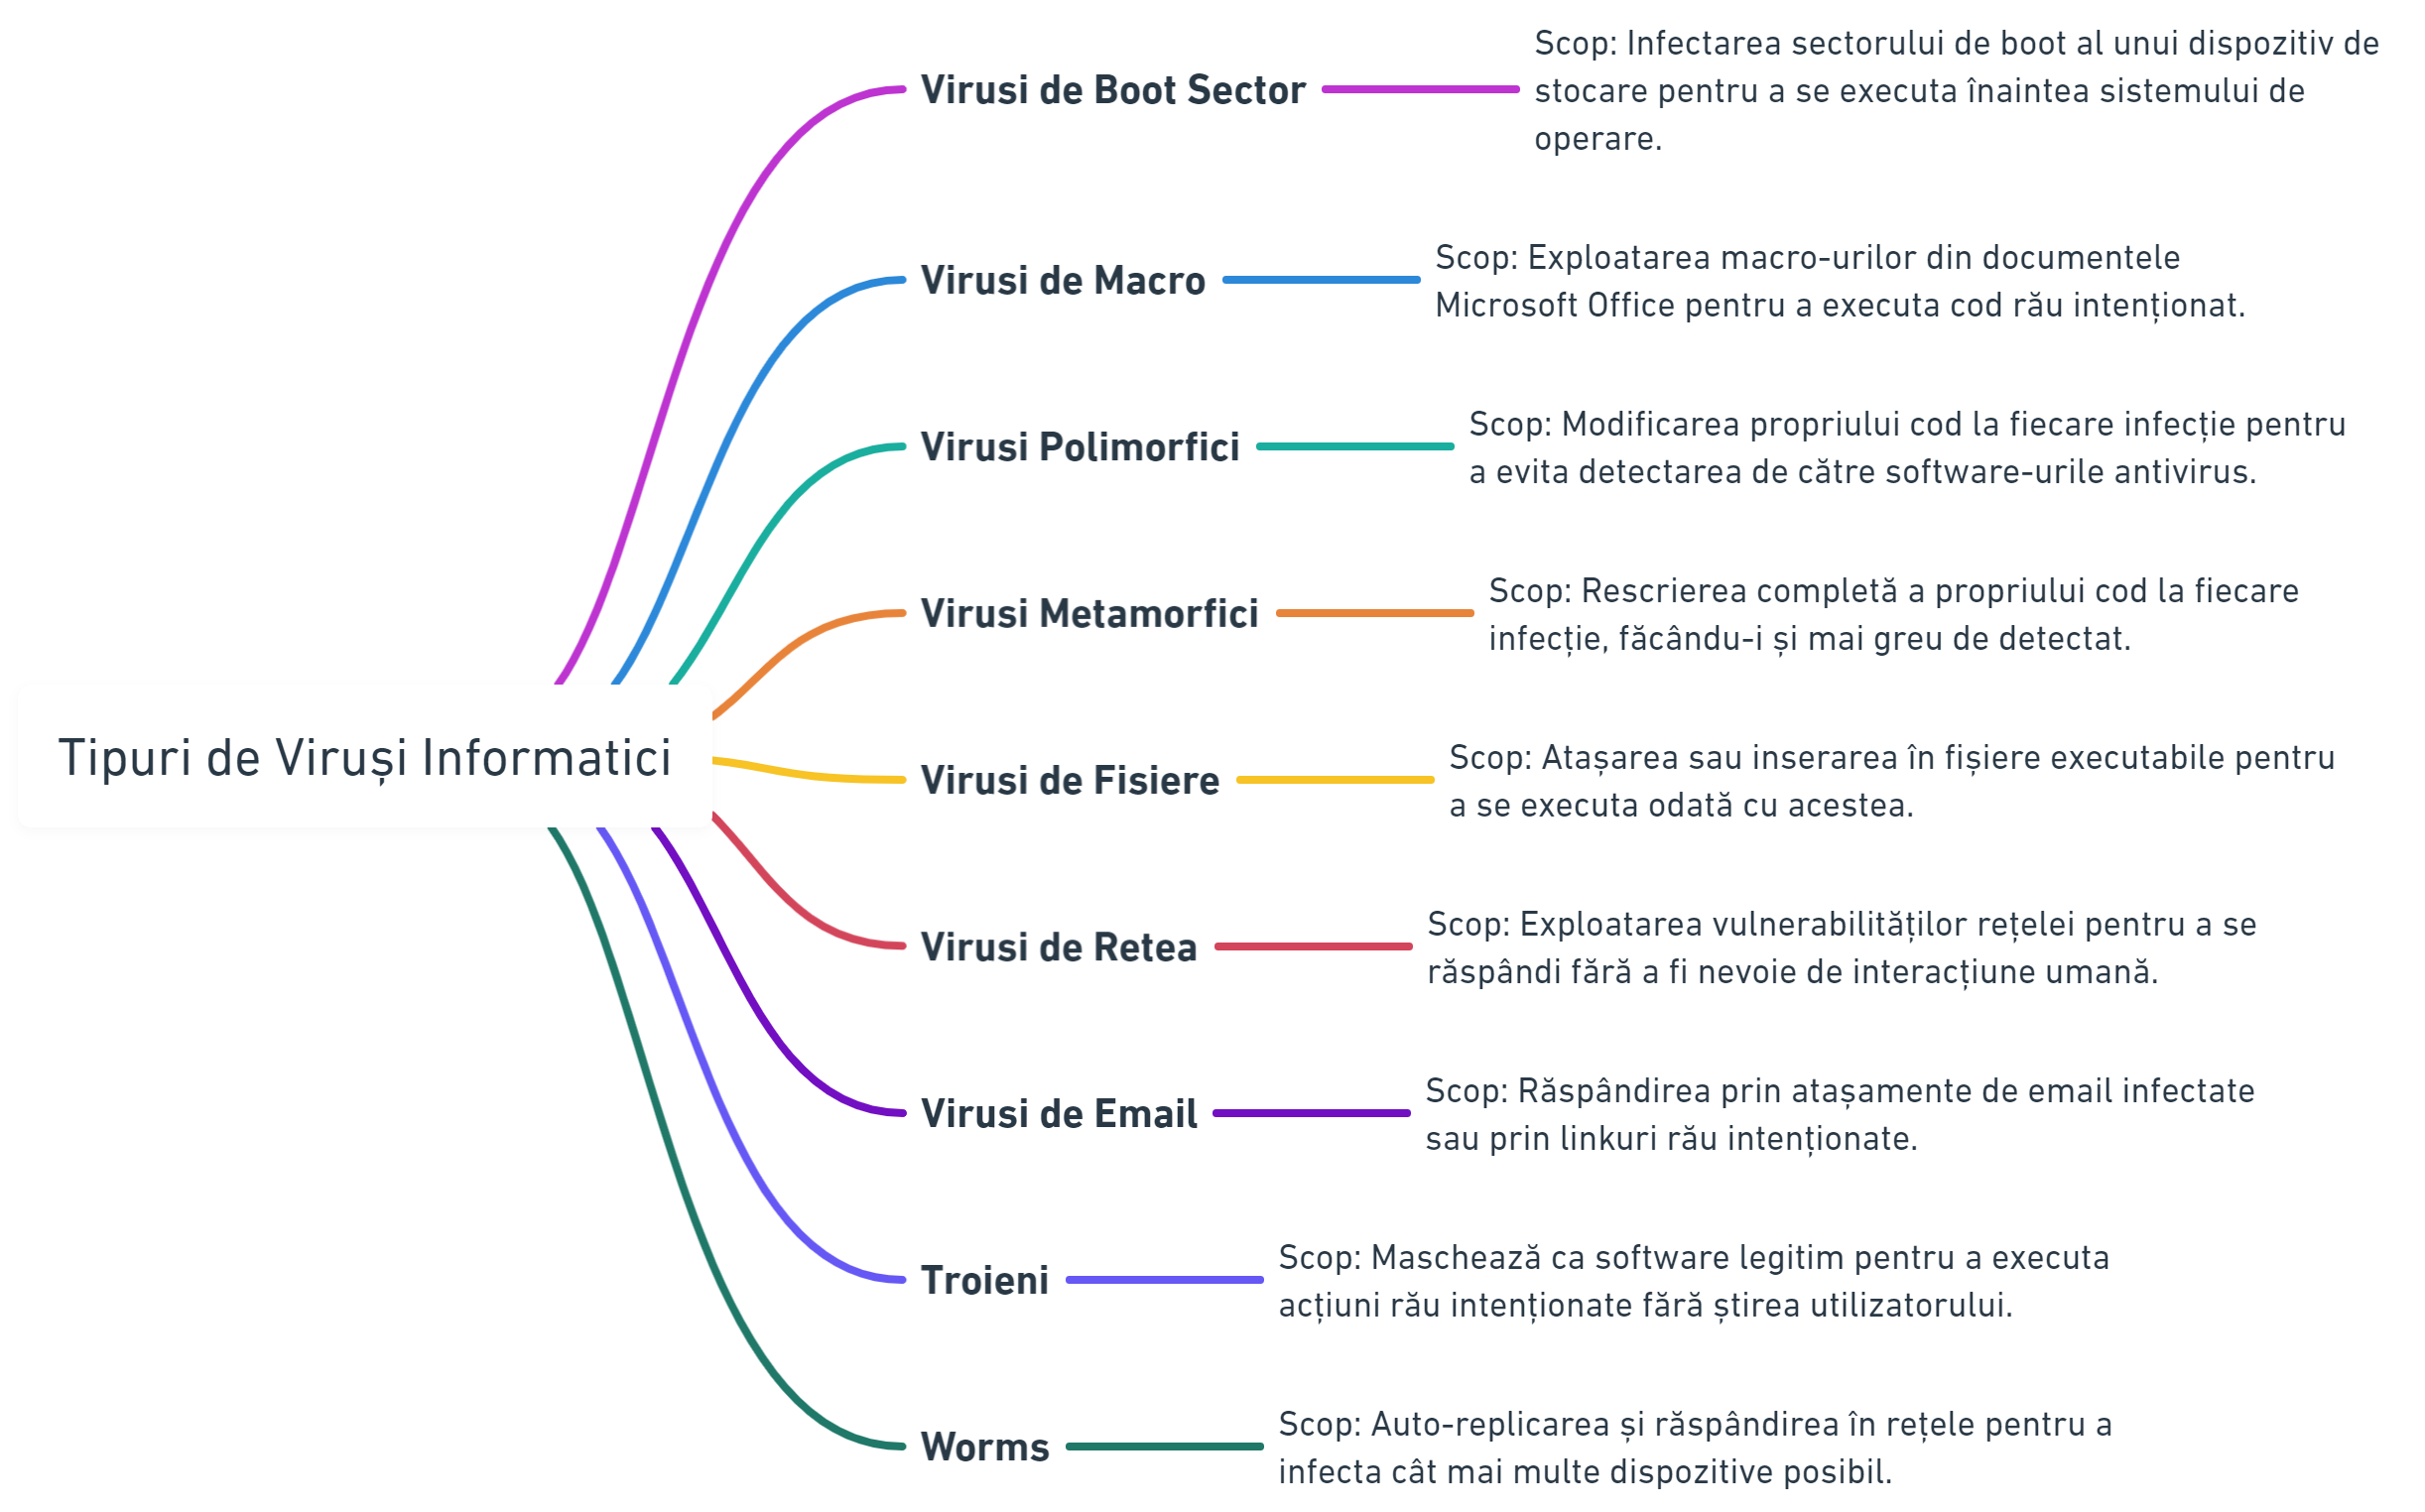 Tipuri de Viruși Informatici
Virusi de Boot Sector
Scop: Infectarea sectorului de boot al unui dispozitiv de
stocare pentru a se executa înaintea sistemului de
operare.
Virusi de Macro
Scop: Exploatarea macro-urilor din documentele
Microsoft Office pentru a executa cod rău intenționat.
Virusi Polimorfici
Scop: Modificarea propriului cod la fiecare infecție pentru
a evita detectarea de către software-urile antivirus.
Virusi Metamorfici
Scop: Rescrierea completă a propriului cod la fiecare
infecție, făcându-i și mai greu de detectat.
Virusi de Fisiere
Scop: Atașarea sau inserarea în fișiere executabile pentru
a se executa odată cu acestea.
Virusi de Retea
Scop: Exploatarea vulnerabilităților rețelei pentru a se
răspândi fără a fi nevoie de interacțiune umană.
Virusi de Email
Scop: Răspândirea prin atașamente de email infectate
sau prin linkuri rău intenționate.
Troieni
Scop: Maschează ca software legitim pentru a executa
acțiuni rău intenționate fără știrea utilizatorului.
Worms
Scop: Auto-replicarea și răspândirea în rețele pentru a
infecta cât mai multe dispozitive posibil.